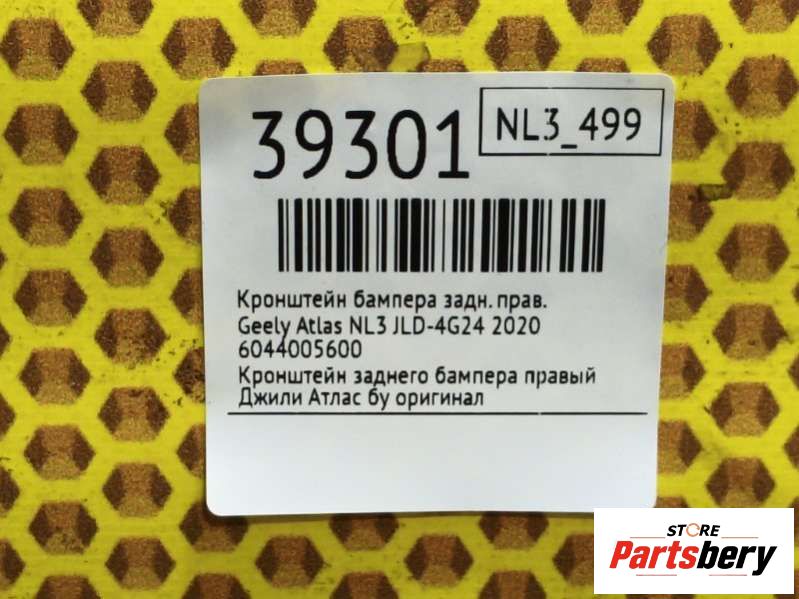 39301
NL3_499
Кронштейн бампера задн. прав.
Geely Atlas NL3 JLD-4G24 2020
6044005600
Кронштейн заднего бампера правый
Джили Атлас бу оригинал
STORE
Partsbery